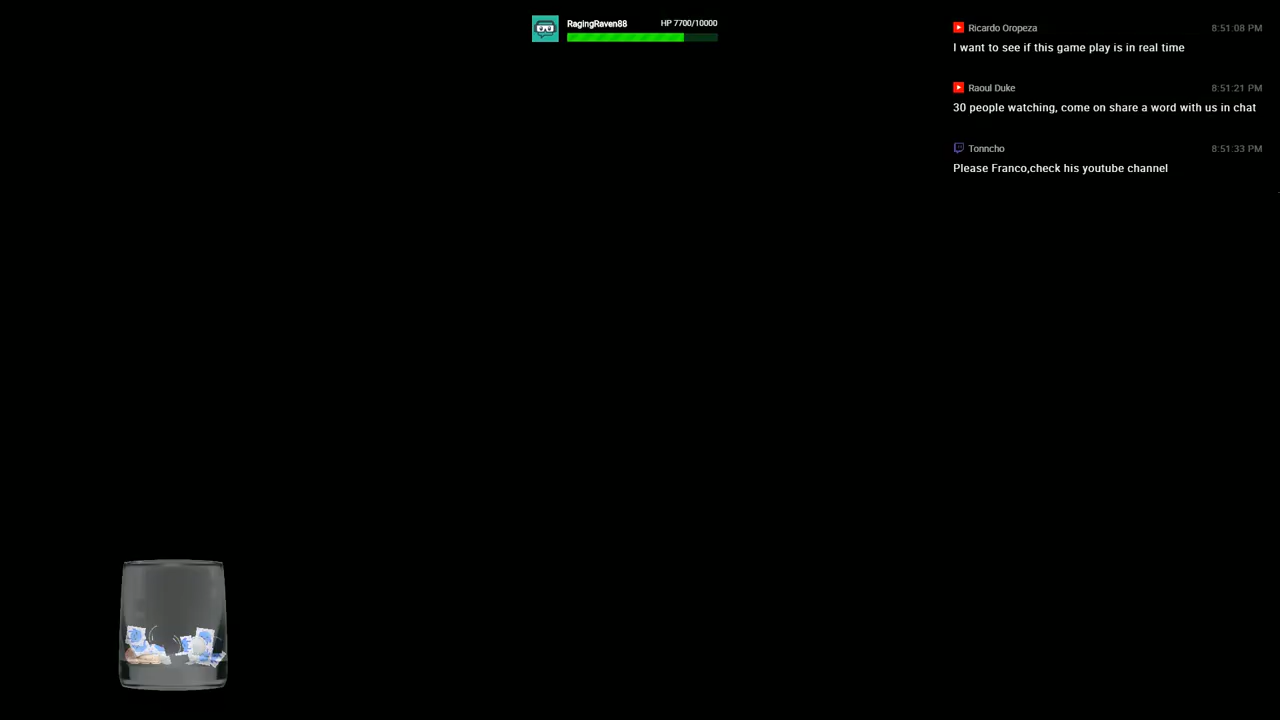 RagingRaven88 HP 7700/10000
Ricardo Oropeza 8:51:08 PM
I want to see if this game play is in real time
Raoul Duke 8:51:21 PM
30 people watching, come on share a word with us in chat
Tonncho 8:51:33 PM
Please Franco,check his youtube channel